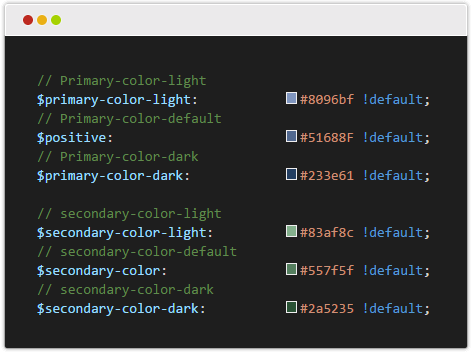 // Primary-color-light
$primary-color-light: #8096bf !default;
// Primary-color-default
$positive: #51688F !default;
// Primary-color-dark
$primary-color-dark: #233e61 !default;
// secondary-color-light
$secondary-color-light: #83af8c !default;
// secondary-color-default
$secondary-color: #557f5f !default;
// secondary-color-dark
$secondary-color-dark: #2a5235 !default;